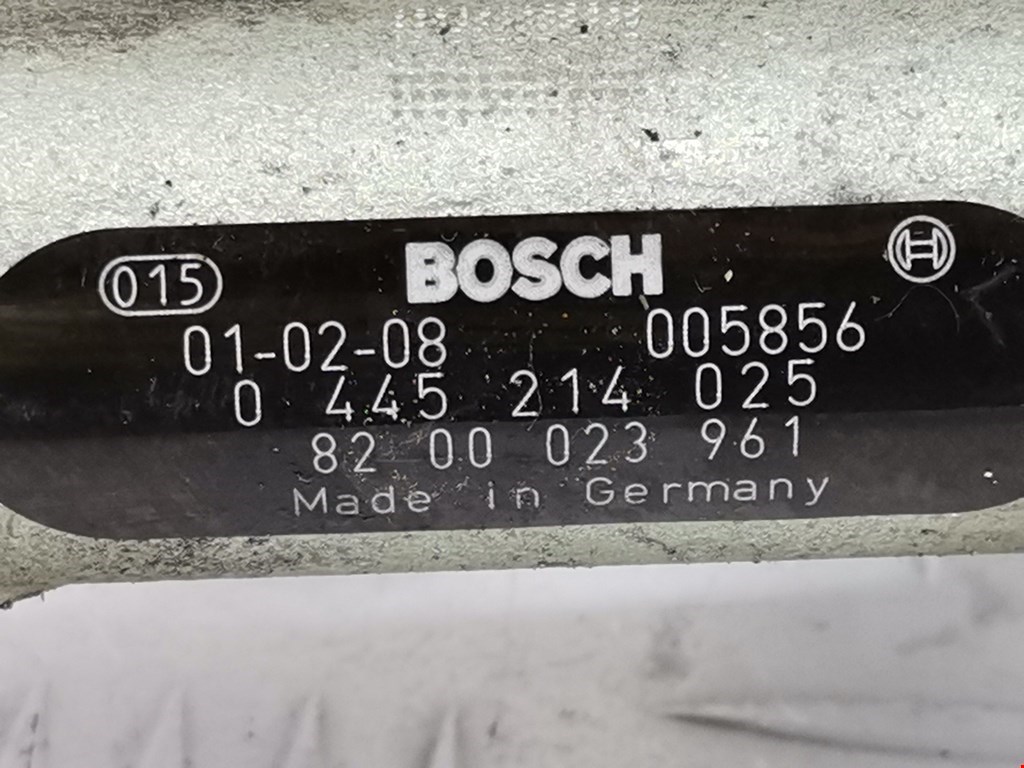 015 BOSCH
01-02-08 005856
0 445 214 025
82 00 023 961
Made in Germany